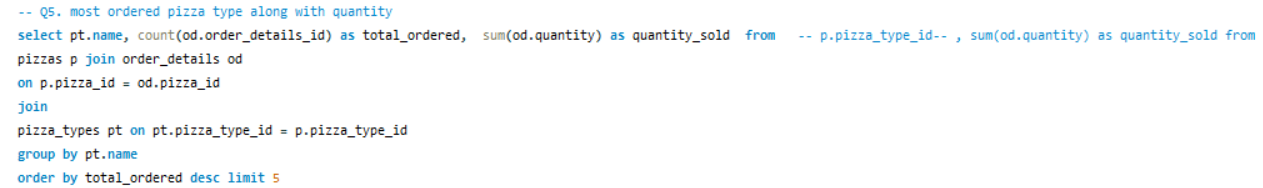 -- Q5. most ordered pizza type along with quantity
select pt.name, count(od.order_details_id) as total_ordered,  sum(od.quantity) as quantity_sold  from   -- p.pizza_type_id-- , sum(od.quantity) as quantity_sold from
pizzas p join order_details od
on p.pizza_id = od.pizza_id
join
pizza_types pt on pt.pizza_type_id = p.pizza_type_id
group by pt.name
order by total_ordered desc limit 5